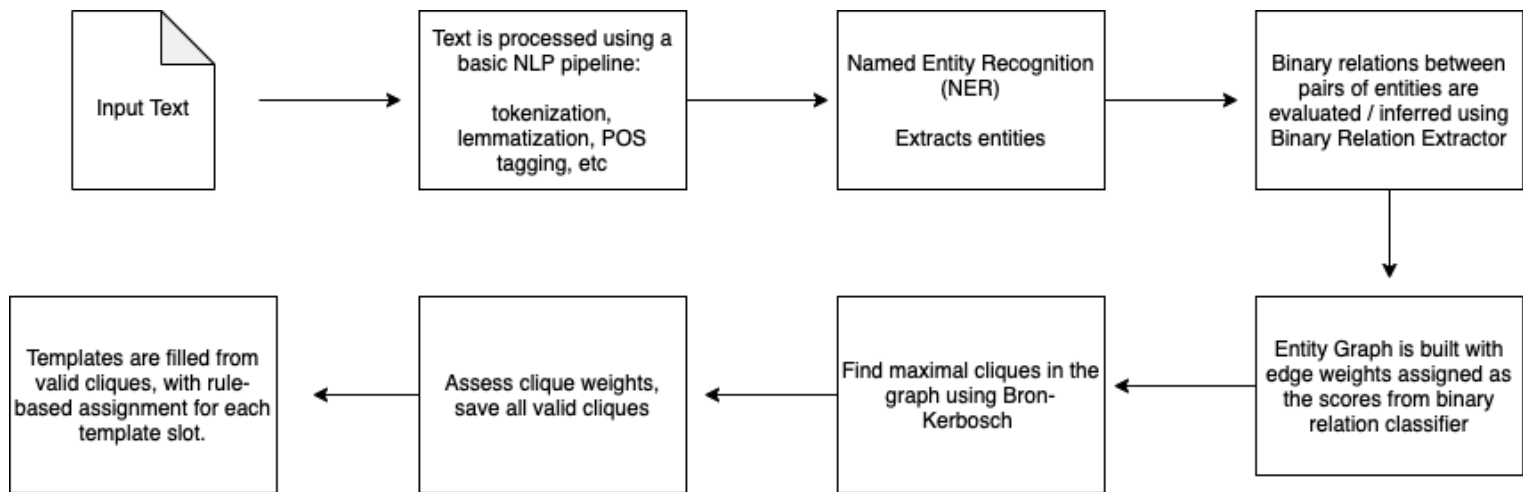 Input Text
Text is processed using a
basic NLP pipeline:
tokenization,
lemmatization, POS
tagging, etc
Named Entity Recognition
(NER)
Extracts entities
Binary relations between
pairs of entities are
evaluated / inferred using
Binary Relation Extractor
Entity Graph is built with
edge weights assigned as
the scores from binary
relation classifier
Find maximal cliques in the
graph using Bron-
Kerbosch
Assess clique weights,
save all valid cliques
Templates are filled from
valid cliques, with rule-
based assignment for each
template slot.